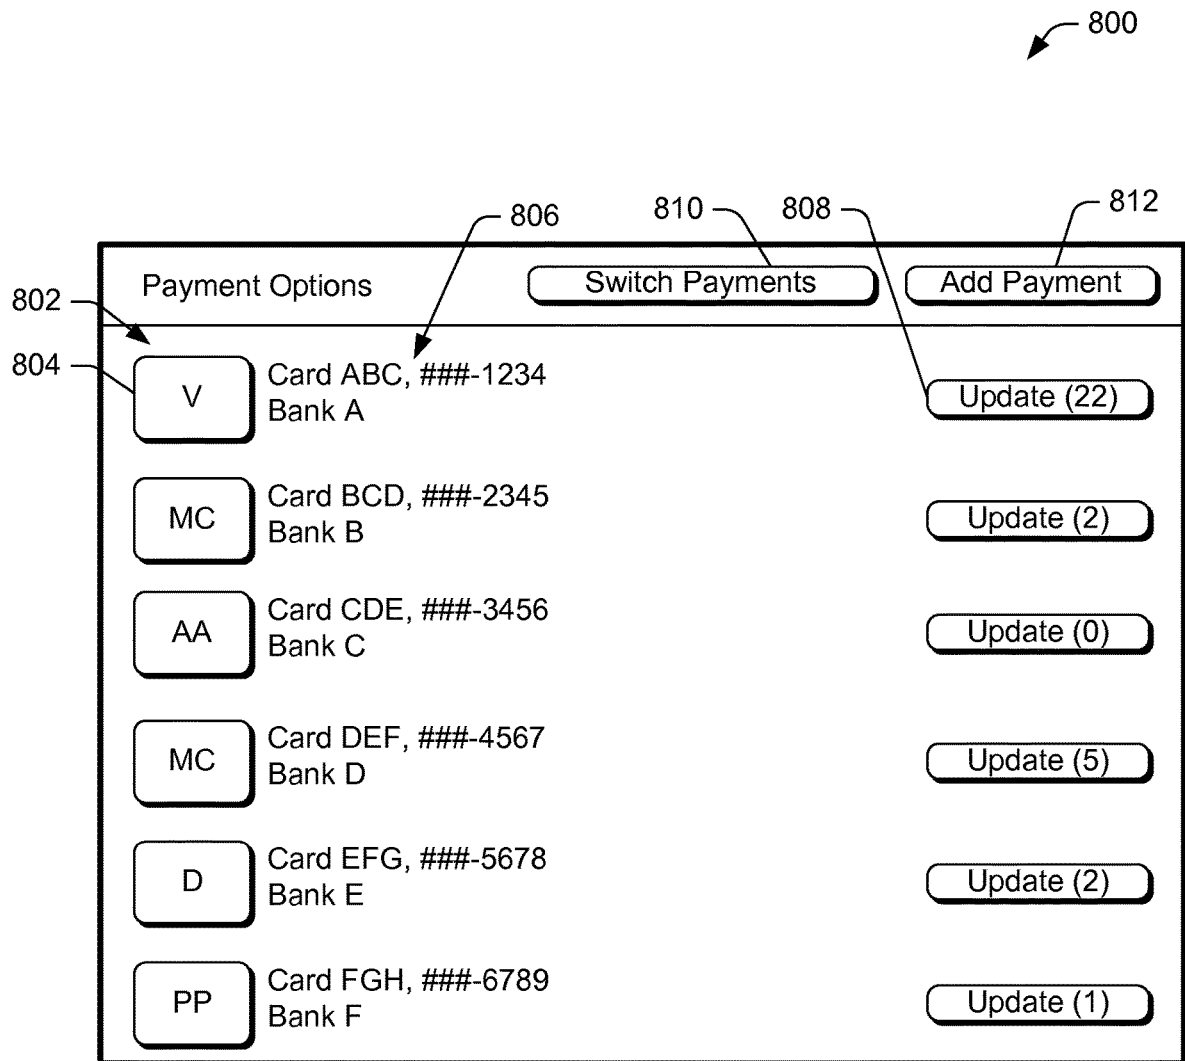 800
806
810
808
812
Payment Options
Switch Payments
Add Payment
802
804
V
Card ABC, ###-1234
Bank A
Update (22)
MC
Card BCD, ###-2345
Bank B
Update (2)
AA
Card CDE, ###-3456
Bank C
Update (0)
MC
Card DEF, ###-4567
Bank D
Update (5)
D
Card EFG, ###-5678
Bank E
Update (2)
PP
Card FGH, ###-6789
Bank F
Update (1)